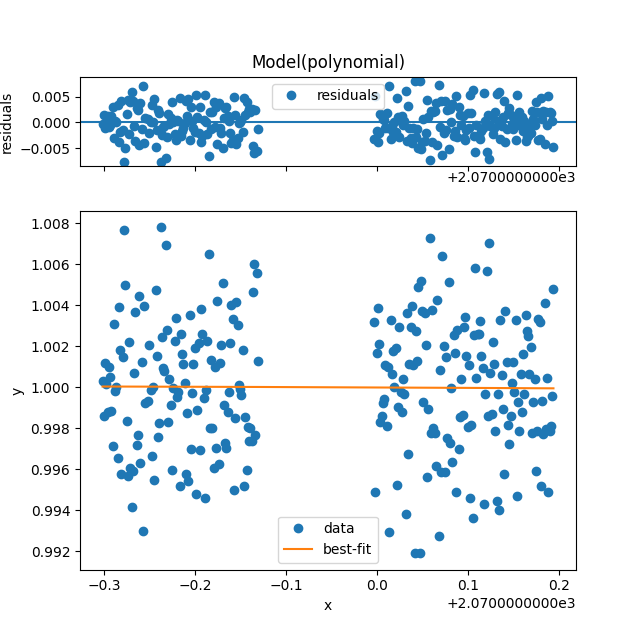 Model(polynomial)
0.005
0.000
−0.005
residuals
residuals
+2.0700000000e3
1.008
1.006
1.004
1.002
1.000
0.998
0.996
0.994
0.992
y
data
best-fit
−0.3 −0.2 −0.1 0.0 0.1 0.2
x
+2.0700000000e3